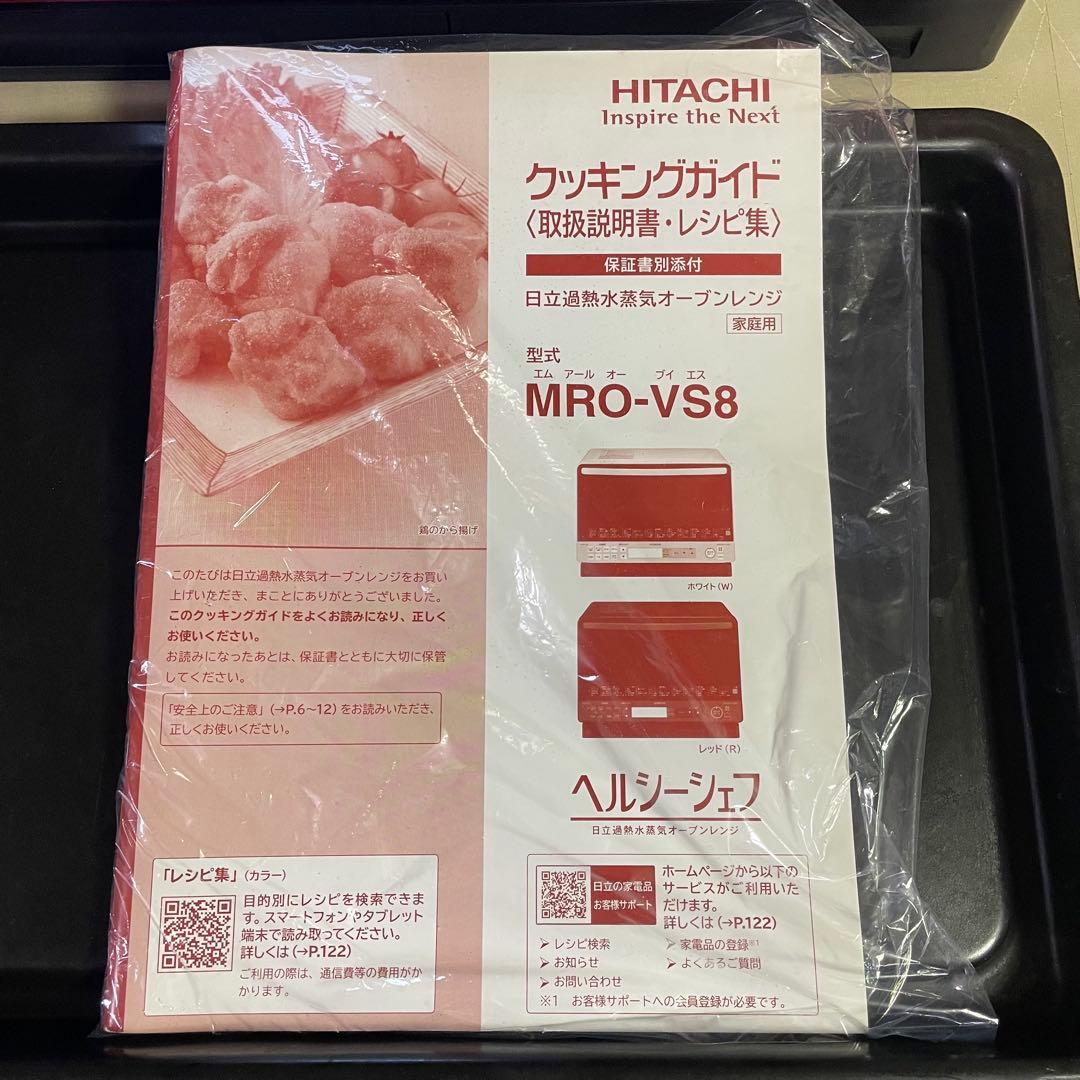 HITACHI
Inspire the Next
クッキングガイド
〈取扱説明書・レシピ集〉
保証書別添付
日立過熱水蒸気オーブンレンジ
家庭用
型式
エム アール オー ブイ エス
MRO-VS8
ホワイト（W）
レッド（R）
ヘルシーシェフ
日立過熱水蒸気オーブンレンジ
鶏のから揚げ
このたびは日立過熱水蒸気オーブンレンジをお買い
上げいただき、まことにありがとうございました。
このクッキングガイドをよくお読みになり、正しく
お使いください。
お読みになったあとは、保証書とともに大切に保管
してください。
「安全上のご注意」（→P.6～12）をお読みいただき、
正しくお使いください。
「レシピ集」（カラー）
目的別にレシピを検索できま
す。スマートフォンやタブレット
端末で読み取ってください。
詳しくは（→P.122）
ご利用の際は、通信費等の費用がか
かります。
日立の家電品
お客様サポート
ホームページから以下の
サービスがご利用いた
だけます。
詳しくは（→P.122）
➤ レシピ検索
➤ 家電品の登録※1
➤ お知らせ
➤ よくあるご質問
➤ お問い合わせ
※1 お客様サポートへの会員登録が必要です。